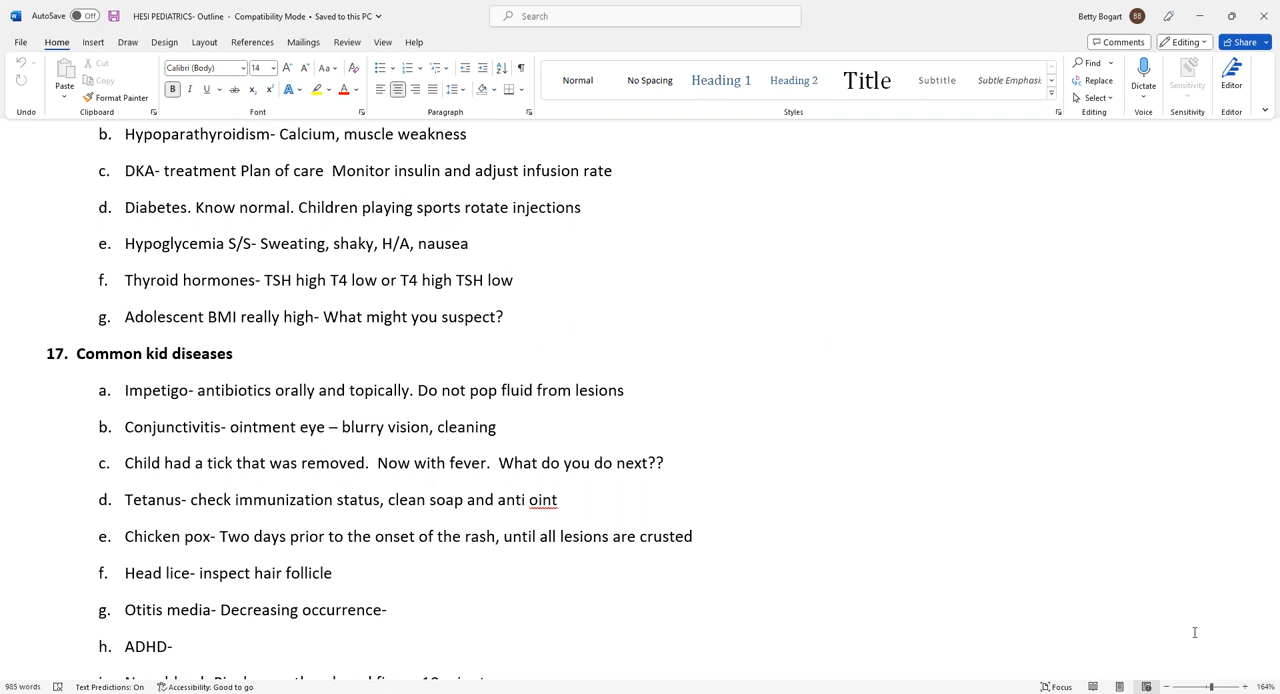 AutoSave Off HESI PEDIATRICS- Outline - Compatibility Mode • Saved to this PC Search Betty Bogart BB
File Home Insert Draw Design Layout References Mailings Review View Help Comments Editing Share
Paste Cut Copy Format Painter
Calibri (Body) 14
Normal No Spacing Heading 1 Heading 2 Title Subtitle Subtle Emphasi
Find Replace Select Dictate Sensitivity Editor
Undo Clipboard Font Paragraph Styles Editing Voice Sensitivity Editor
b. Hypoparathyroidism- Calcium, muscle weakness
c. DKA- treatment Plan of care Monitor insulin and adjust infusion rate
d. Diabetes. Know normal. Children playing sports rotate injections
e. Hypoglycemia S/S- Sweating, shaky, H/A, nausea
f. Thyroid hormones- TSH high T4 low or T4 high TSH low
g. Adolescent BMI really high- What might you suspect?
17. Common kid diseases
a. Impetigo- antibiotics orally and topically. Do not pop fluid from lesions
b. Conjunctivitis- ointment eye – blurry vision, cleaning
c. Child had a tick that was removed. Now with fever. What do you do next??
d. Tetanus- check immunization status, clean soap and anti oint
e. Chicken pox- Two days prior to the onset of the rash, until all lesions are crusted
f. Head lice- inspect hair follicle
g. Otitis media- Decreasing occurrence-
h. ADHD-
985 words Text Predictions: On Accessibility: Good to go Focus 164%